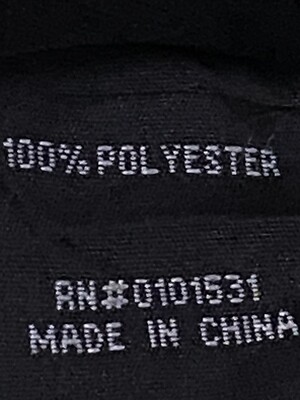 100% POLYESTER
RN#0101531
MADE IN CHINA